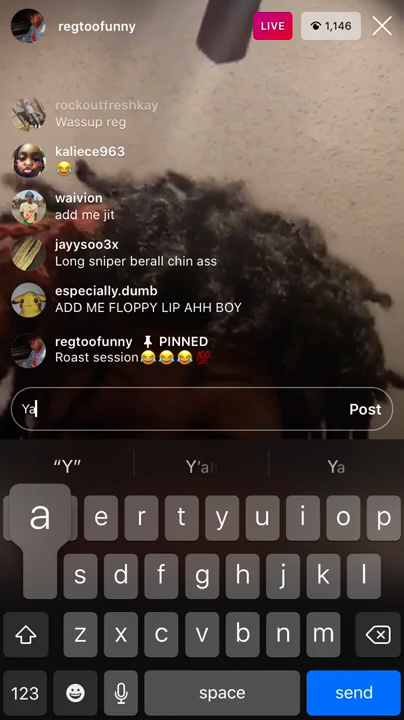 regtoofunny
LIVE
1,146
rockoutfreshkay
Wassup reg
kaliece963
😂
waivion
add me jit
jayysoo3x
Long sniper berall chin ass
especially.dumb
ADD ME FLOPPY LIP AHH BOY
regtoofunny 📌 PINNED
Roast session😂😂😂💯
Ya
Post
“Y” Y’all Ya
a e r t y u i o p
s d f g h j k l
z x c v b n m
123 space send